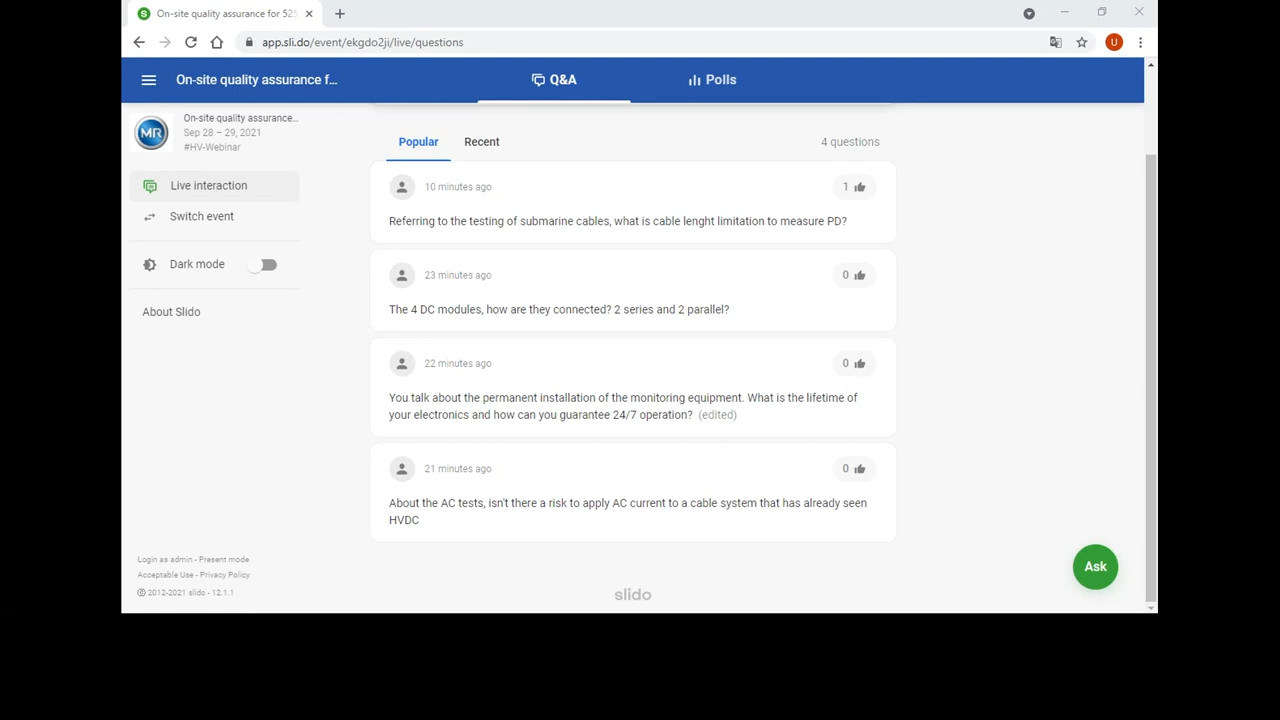 On-site quality assurance for 525
app.sli.do/event/ekgdo2ji/live/questions
U
On-site quality assurance f...
Q&A
Polls
MR
On-site quality assurance...
Sep 28 – 29, 2021
#HV-Webinar
Live interaction
Switch event
Dark mode
About Slido
Popular
Recent
4 questions
10 minutes ago
1
Referring to the testing of submarine cables, what is cable lenght limitation to measure PD?
23 minutes ago
0
The 4 DC modules, how are they connected? 2 series and 2 parallel?
22 minutes ago
0
You talk about the permanent installation of the monitoring equipment. What is the lifetime of
your electronics and how can you guarantee 24/7 operation? (edited)
21 minutes ago
0
About the AC tests, isn't there a risk to apply AC current to a cable system that has already seen
HVDC
Login as admin - Present mode
Acceptable Use - Privacy Policy
© 2012-2021 slido - 12.1.1
slido
Ask